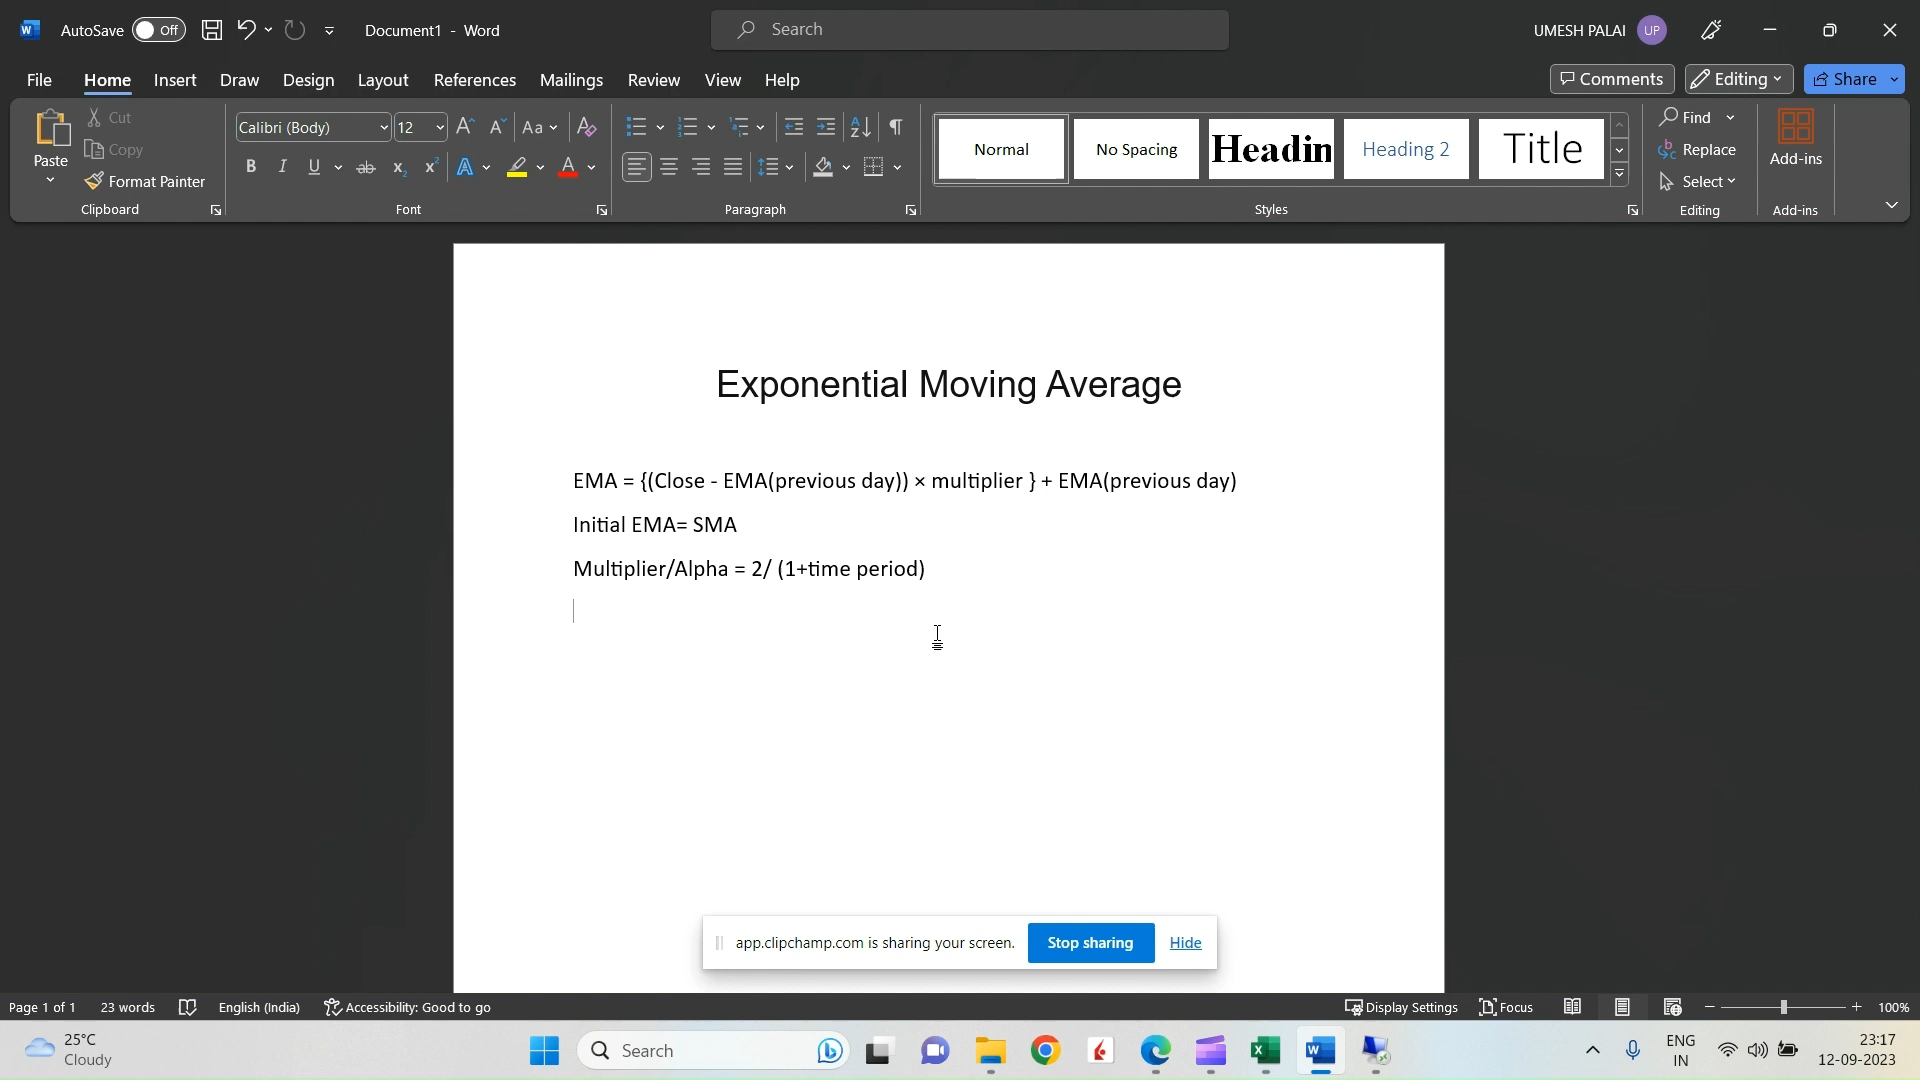 AutoSave Off Document1 - Word Search UMESH PALAI UP
File Home Insert Draw Design Layout References Mailings Review View Help Comments Editing Share
Paste Cut Copy Format Painter Clipboard
Calibri (Body) 12 Font
Paragraph
Normal No Spacing Headin Heading 2 Title Styles
Find Replace Select Editing
Add-ins Add-ins
Exponential Moving Average
EMA = {(Close - EMA(previous day)) × multiplier } + EMA(previous day)
Initial EMA= SMA
Multiplier/Alpha = 2/ (1+time period)
app.clipchamp.com is sharing your screen. Stop sharing Hide
Page 1 of 1 23 words English (India) Accessibility: Good to go Display Settings Focus 100%
25°C Cloudy Search ENG IN 23:17 12-09-2023